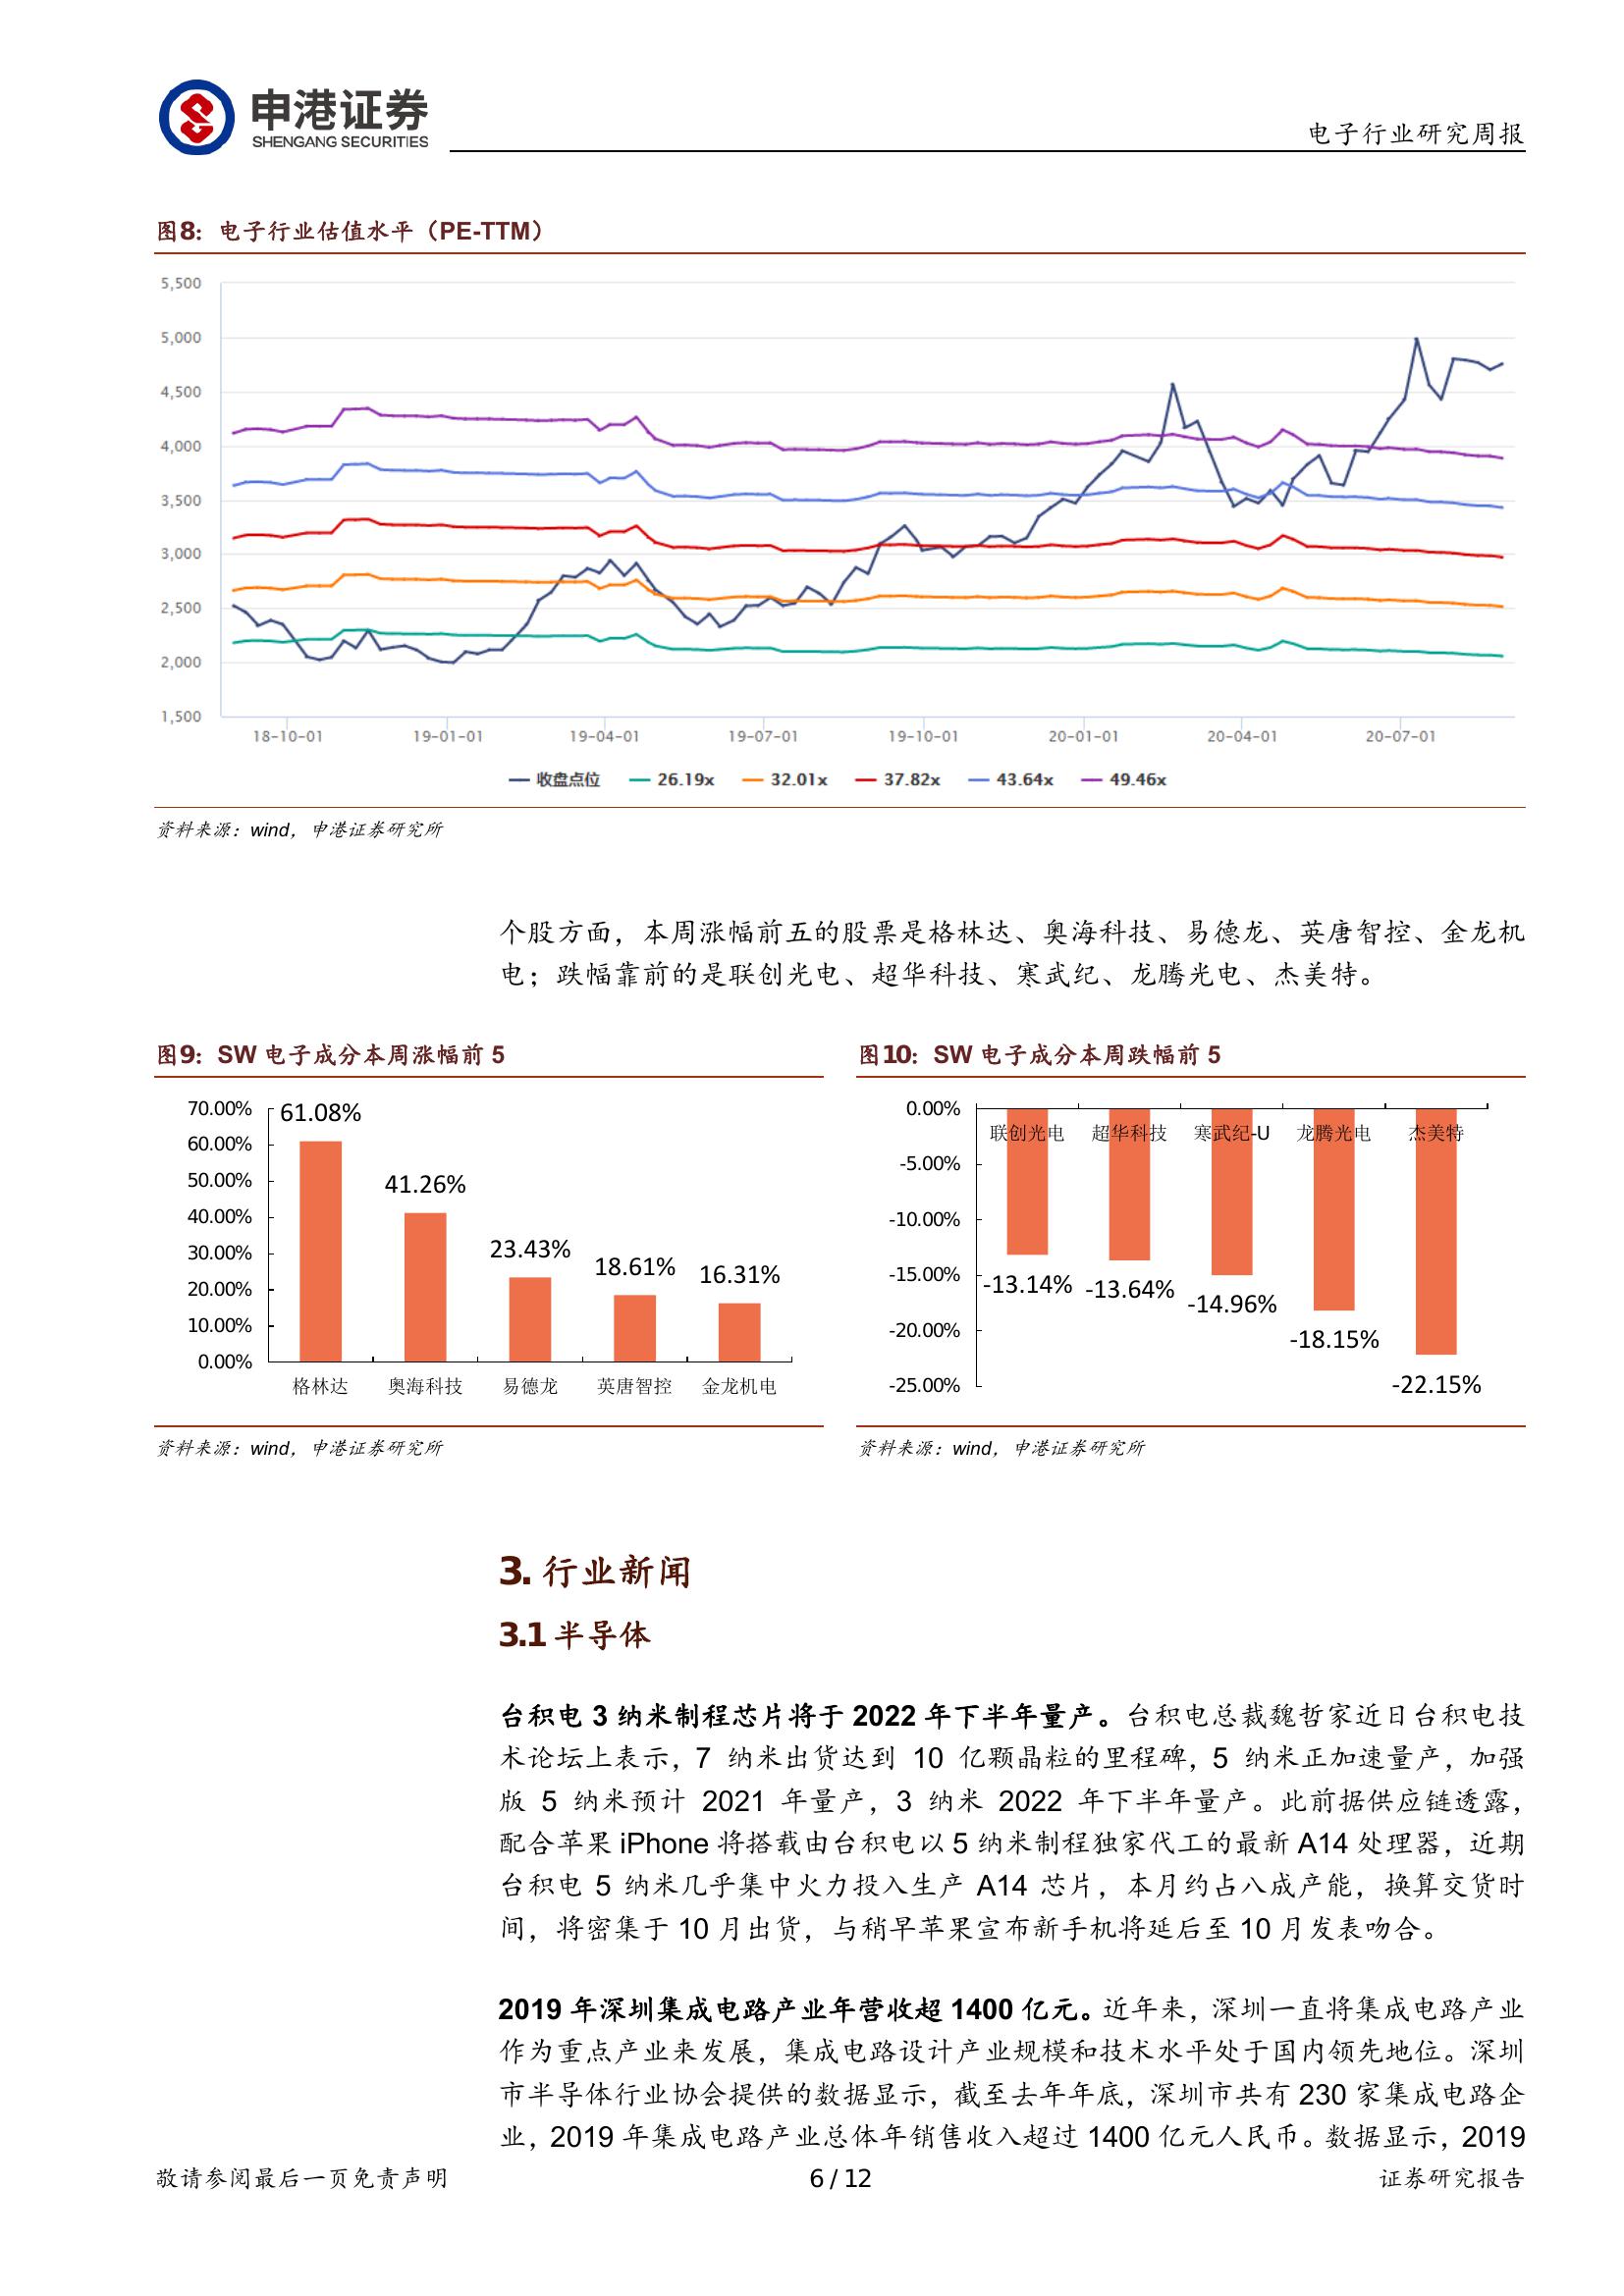 申港证券
SHENGANG SECURITIES
电子行业研究周报
图8：电子行业估值水平（PE-TTM）
5,500
5,000
4,500
4,000
3,500
3,000
2,500
2,000
1,500
18-10-01 19-01-01 19-04-01 19-07-01 19-10-01 20-01-01 20-04-01 20-07-01
收盘点位 26.19x 32.01x 37.82x 43.64x 49.46x
资料来源：wind，申港证券研究所
个股方面，本周涨幅前五的股票是格林达、奥海科技、易德龙、英唐智控、金龙机
电；跌幅靠前的是联创光电、超华科技、寒武纪、龙腾光电、杰美特。
图9：SW 电子成分本周涨幅前 5
70.00%
60.00%
50.00%
40.00%
30.00%
20.00%
10.00%
0.00%
61.08%
41.26%
23.43%
18.61%
16.31%
格林达 奥海科技 易德龙 英唐智控 金龙机电
资料来源：wind，申港证券研究所
图10：SW 电子成分本周跌幅前 5
0.00%
-5.00%
-10.00%
-15.00%
-20.00%
-25.00%
联创光电 超华科技 寒武纪-U 龙腾光电 杰美特
-13.14%
-13.64%
-14.96%
-18.15%
-22.15%
资料来源：wind，申港证券研究所
3. 行业新闻
3.1 半导体
台积电 3 纳米制程芯片将于 2022 年下半年量产。台积电总裁魏哲家近日台积电技
术论坛上表示，7 纳米出货达到 10 亿颗晶粒的里程碑，5 纳米正加速量产，加强
版 5 纳米预计 2021 年量产，3 纳米 2022 年下半年量产。此前据供应链透露，
配合苹果 iPhone 将搭载由台积电以 5 纳米制程独家代工的最新 A14 处理器，近期
台积电 5 纳米几乎集中火力投入生产 A14 芯片，本月约占八成产能，换算交货时
间，将密集于 10 月出货，与稍早苹果宣布新手机将延后至 10 月发表吻合。
2019 年深圳集成电路产业年营收超 1400 亿元。近年来，深圳一直将集成电路产业
作为重点产业来发展，集成电路设计产业规模和技术水平处于国内领先地位。深圳
市半导体行业协会提供的数据显示，截至去年年底，深圳市共有 230 家集成电路企
业，2019 年集成电路产业总体年销售收入超过 1400 亿元人民币。数据显示，2019
敬请参阅最后一页免责声明
6 / 12
证券研究报告